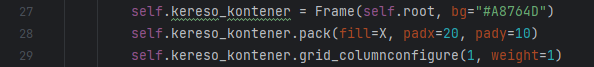 27 self.kereso_kontener = Frame(self.root, bg="#A8764D")
28 self.kereso_kontener.pack(fill=X, padx=20, pady=10)
29 self.kereso_kontener.grid_columnconfigure(1, weight=1)